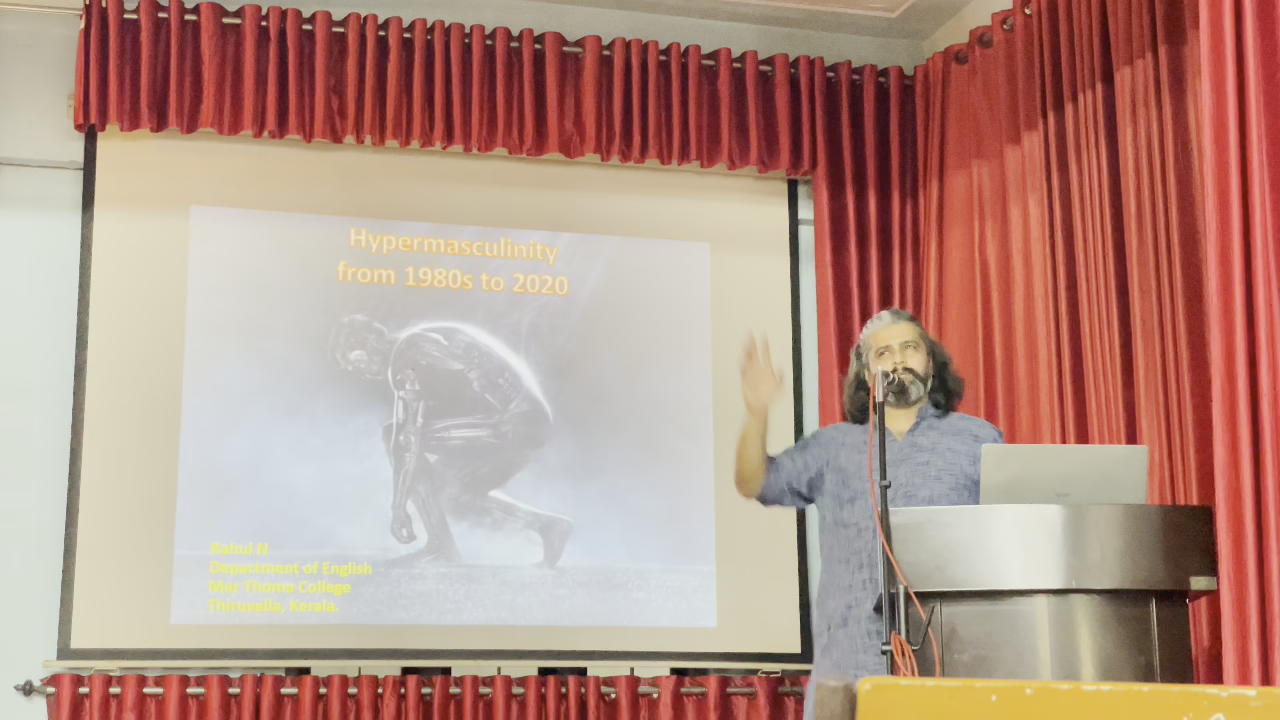 Hypermasculinity
from 1980s to 2020
Rahul N
Department of English
Mar Thoma College
Thiruvalla, Kerala.